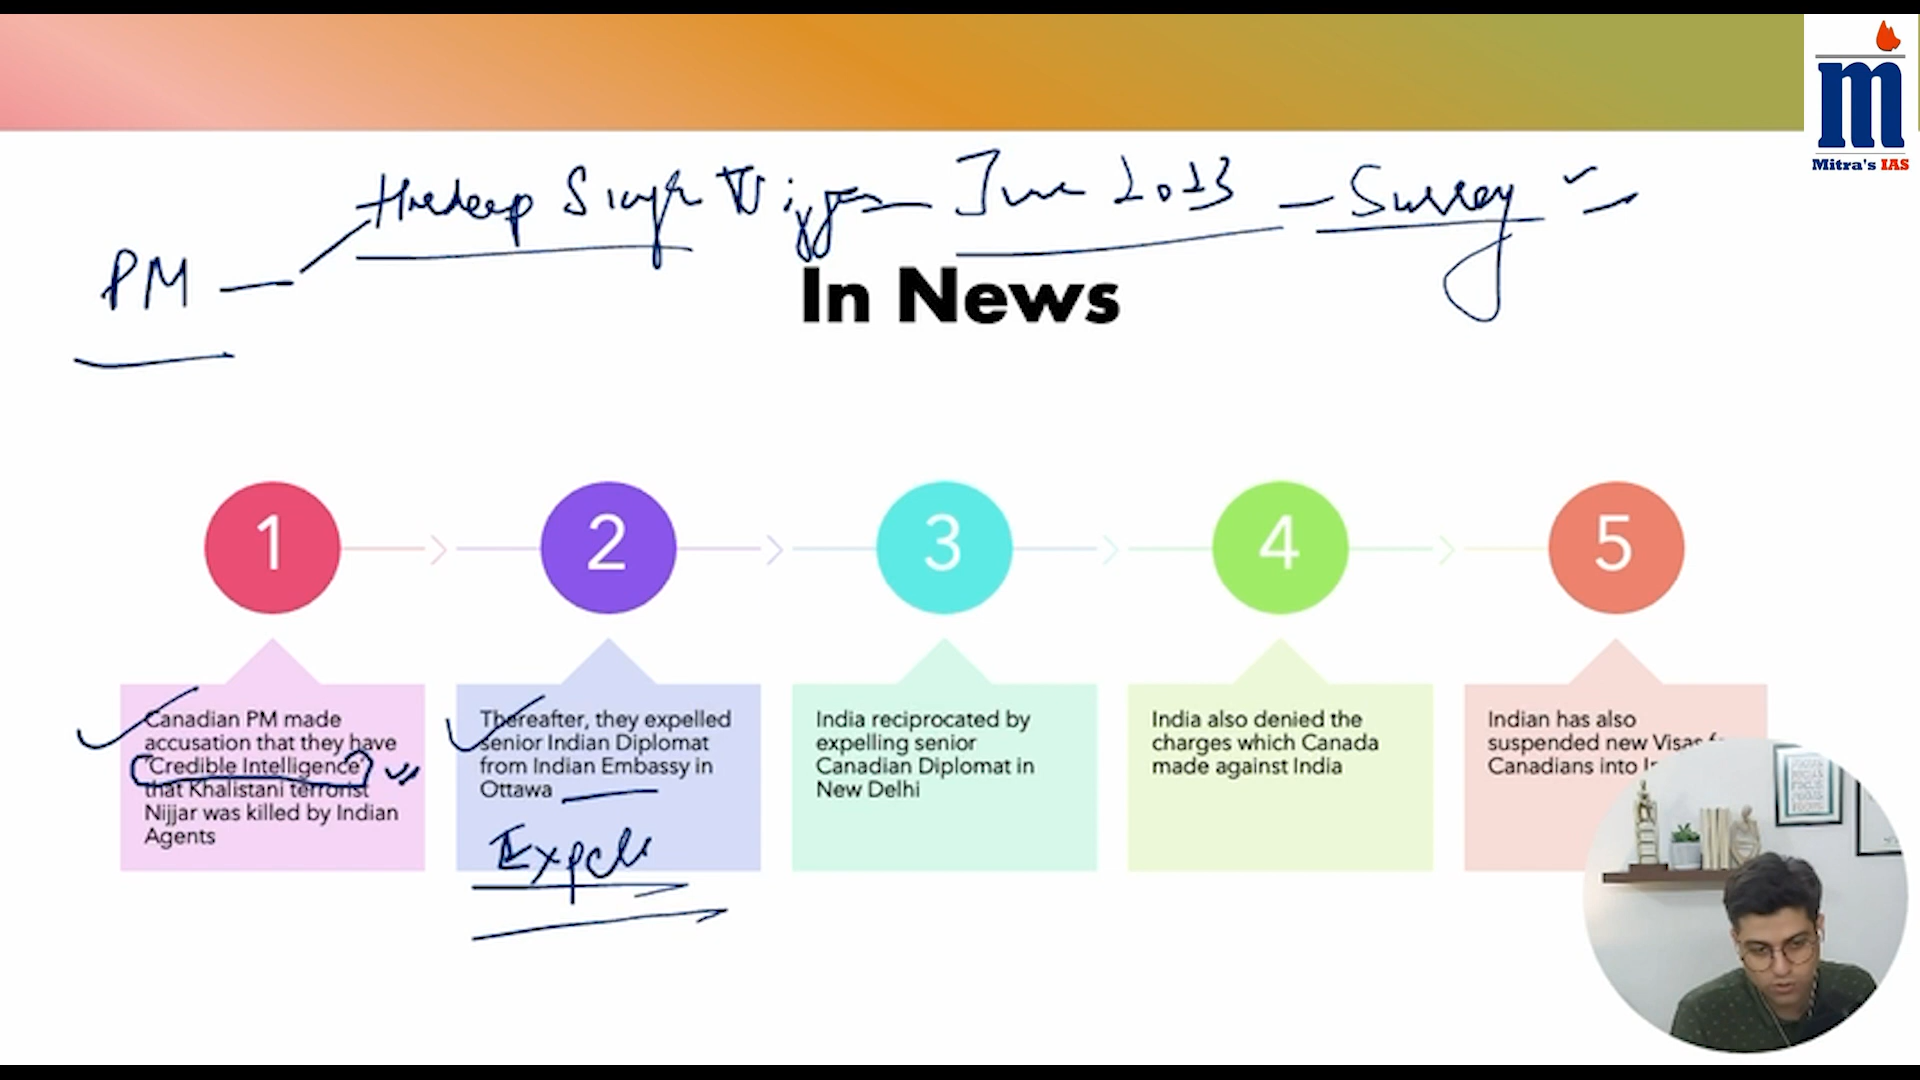 m
Mitra's IAS
Hardeep Singh Nijjar - June 2023 - Surrey
PM
In News
1
2
3
4
5
Canadian PM made
accusation that they have
"Credible Intelligence"
that Khalistani terrorist
Nijjar was killed by Indian
Agents
Thereafter, they expelled
senior Indian Diplomat
from Indian Embassy in
Ottawa
Expels
India reciprocated by
expelling senior
Canadian Diplomat in
New Delhi
India also denied the
charges which Canada
made against India
Indian has also
suspended new Visas
Canadians into